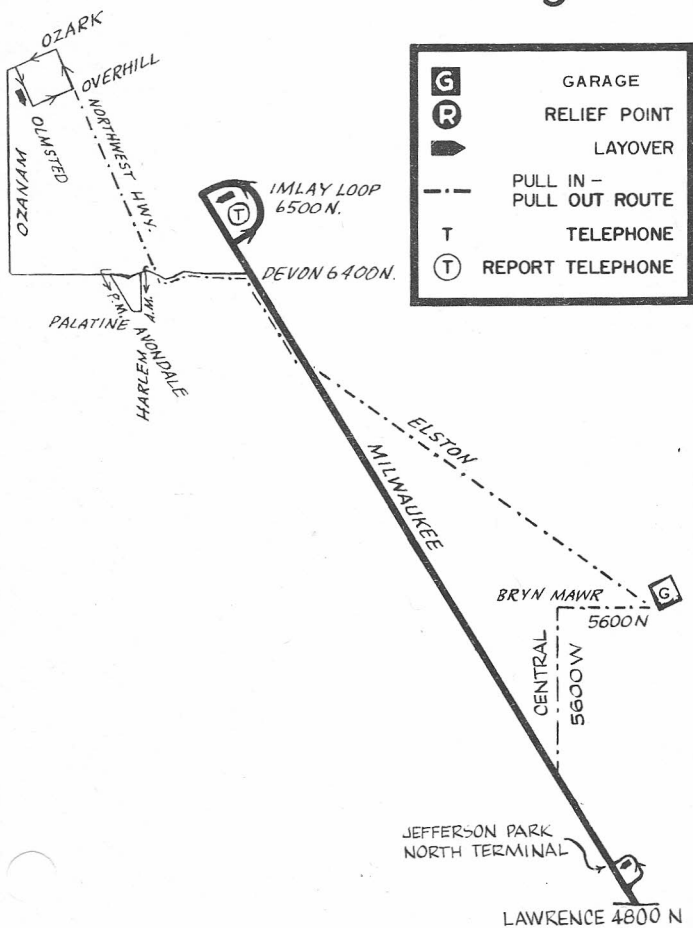 OZARK
OVERHILL
OLMSTED
NORTHWEST HWY.
OZANAM
G GARAGE
R RELIEF POINT
LAYOVER
PULL IN –
PULL OUT ROUTE
T TELEPHONE
T REPORT TELEPHONE
T
IMLAY LOOP
6500 N.
DEVON 6400 N.
P.M.
A.M.
PALATINE
AVONDALE
HARLEM
ELSTON
MILWAUKEE
BRYN MAWR
5600 N
G
CENTRAL
5600 W
JEFFERSON PARK
NORTH TERMINAL
LAWRENCE 4800 N